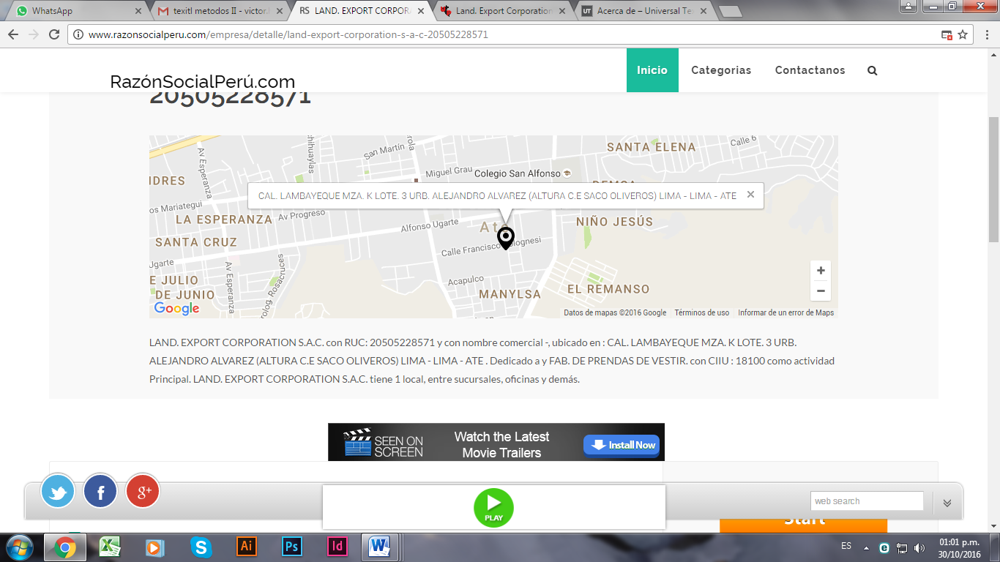 WhatsApp
texitl metodos II - victor.l
LAND. EXPORT CORPORA
Land. Export Corporation
Acerca de – Universal Te
www.razonsocialperu.com/empresa/detalle/land-export-corporation-s-a-c-20505228571
RazónSocialPerú.com
Inicio
Categorias
Contactanos
20505228571
SANTA ELENA
Calle 6
San Martín
Av Esperanza
Miguel Grau
Colegio San Alfonso
NDRES
CAL. LAMBAYEQUE MZA. K LOTE. 3 URB. ALEJANDRO ALVAREZ (ALTURA C.E SACO OLIVEROS) LIMA - LIMA - ATE
os Mariategui
LA ESPERANZA
Av Progreso
Alfonso Ugarte
Ate
NIÑO JESÚS
SANTA CRUZ
Calle Francisco Bolognesi
Ugarte
Av Esperanza
Acapulco
E JULIO
DE JUNIO
MANYLSA
EL REMANSO
Google
Datos de mapas ©2016 Google
Términos de uso
Informar de un error de Maps
LAND. EXPORT CORPORATION S.A.C. con RUC: 20505228571 y con nombre comercial -, ubicado en : CAL. LAMBAYEQUE MZA. K LOTE. 3 URB.
ALEJANDRO ALVAREZ (ALTURA C.E SACO OLIVEROS) LIMA - LIMA - ATE . Dedicado a y FAB. DE PRENDAS DE VESTIR. con CIIU : 18100 como actividad
Principal. LAND. EXPORT CORPORATION S.A.C. tiene 1 local, entre sucursales, oficinas y demás.
SEEN ON
SCREEN
Watch the Latest
Movie Trailers
Install Now
PLAY
web search
Start
ES
01:01 p.m.
30/10/2016